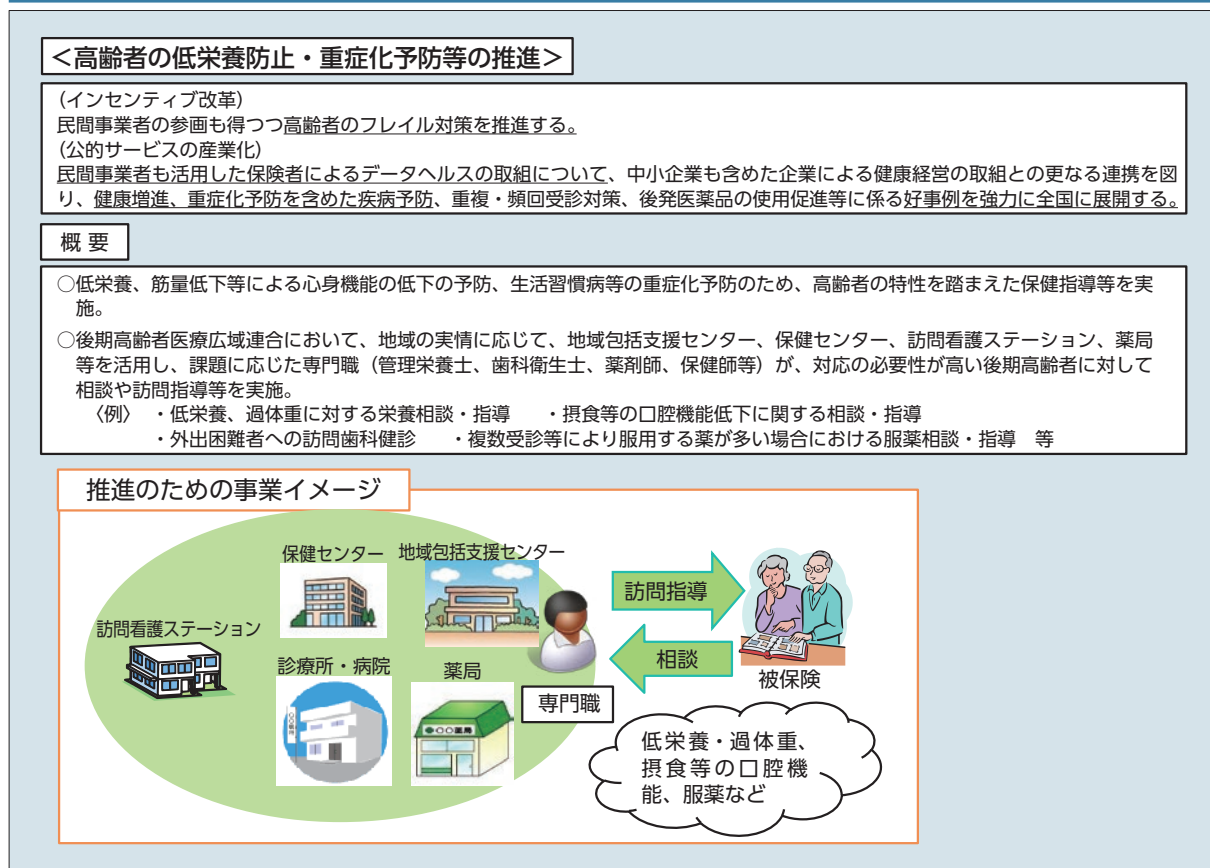 ＜高齢者の低栄養防止・重症化予防等の推進＞
（インセンティブ改革）
民間事業者の参画も得つつ高齢者のフレイル対策を推進する。
（公的サービスの産業化）
民間事業者も活用した保険者によるデータヘルスの取組について、中小企業も含めた企業による健康経営の取組との更なる連携を図
り、健康増進、重症化予防を含めた疾病予防、重複・頻回受診対策、後発医薬品の使用促進等に係る好事例を強力に全国に展開する。
概 要
○低栄養、筋量低下等による心身機能の低下の予防、生活習慣病等の重症化予防のため、高齢者の特性を踏まえた保健指導等を実
施。
○後期高齢者医療広域連合において、地域の実情に応じて、地域包括支援センター、保健センター、訪問看護ステーション、薬局
等を活用し、課題に応じた専門職（管理栄養士、歯科衛生士、薬剤師、保健師等）が、対応の必要性が高い後期高齢者に対して
相談や訪問指導等を実施。
〈例〉 ・低栄養、過体重に対する栄養相談・指導 ・摂食等の口腔機能低下に関する相談・指導
・外出困難者への訪問歯科健診 ・複数受診等により服用する薬が多い場合における服薬相談・指導 等
推進のための事業イメージ
保健センター
地域包括支援センター
訪問看護ステーション
診療所・病院
薬局
〇〇薬局
専門職
訪問指導
相談
被保険
低栄養・過体重、
摂食等の口腔機
能、服薬など